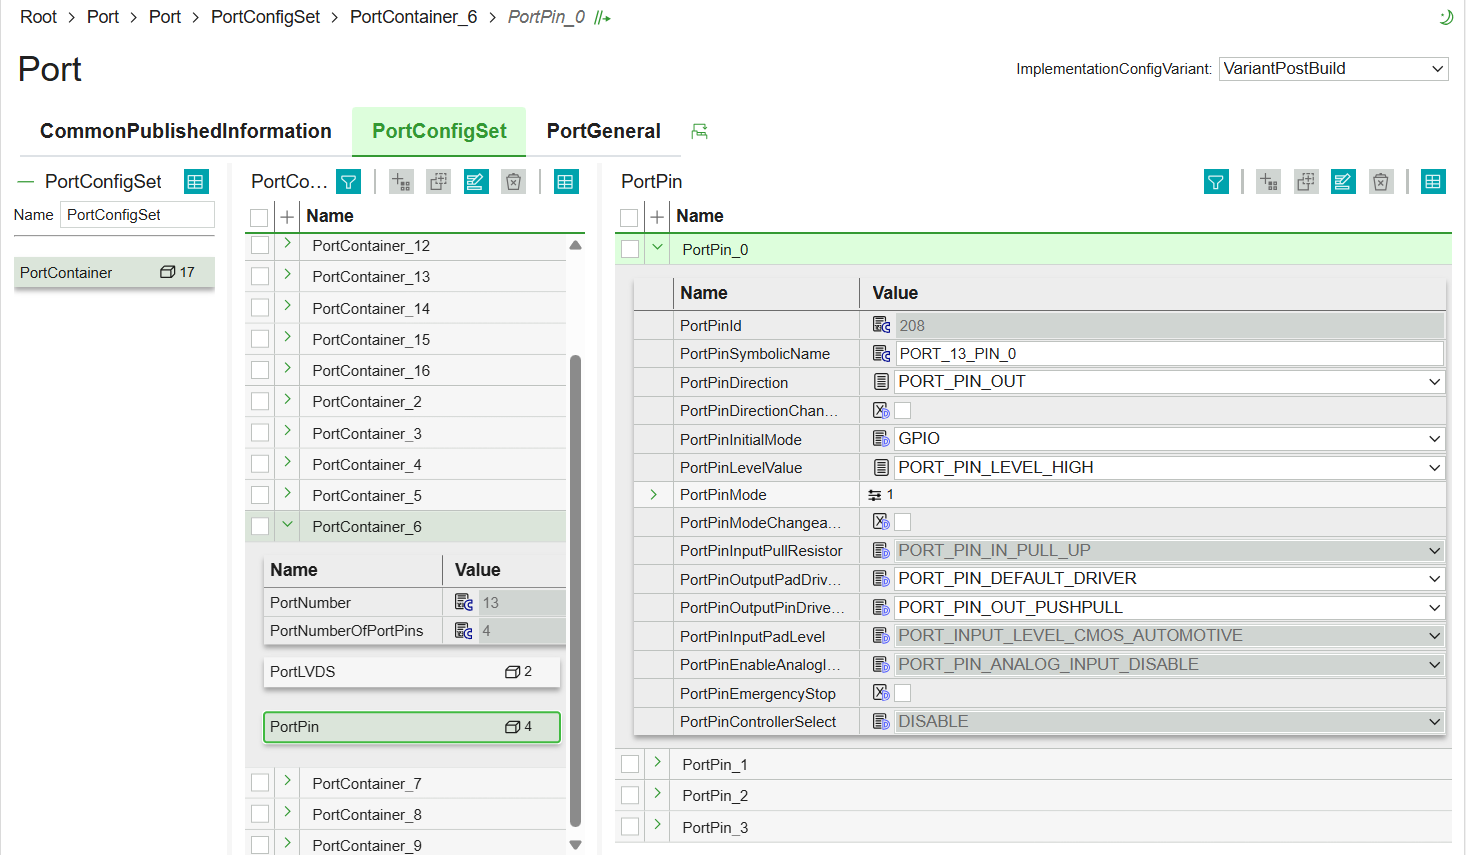 Root > Port > Port > PortConfigSet > PortContainer_6 > PortPin_0
Port
ImplementationConfigVariant: VariantPostBuild
CommonPublishedInformation PortConfigSet PortGeneral
PortConfigSet
Name PortConfigSet
PortContainer 17
PortCo...
Name
PortContainer_12
PortContainer_13
PortContainer_14
PortContainer_15
PortContainer_16
PortContainer_2
PortContainer_3
PortContainer_4
PortContainer_5
PortContainer_6
Name Value
PortNumber 13
PortNumberOfPortPins 4
PortLVDS 2
PortPin 4
PortContainer_7
PortContainer_8
PortContainer_9
PortPin
Name
PortPin_0
Name Value
PortPinId 208
PortPinSymbolicName PORT_13_PIN_0
PortPinDirection PORT_PIN_OUT
PortPinDirectionChan...
PortPinInitialMode GPIO
PortPinLevelValue PORT_PIN_LEVEL_HIGH
PortPinMode 1
PortPinModeChangea...
PortPinInputPullResistor PORT_PIN_IN_PULL_UP
PortPinOutputPadDriv... PORT_PIN_DEFAULT_DRIVER
PortPinOutputPinDrive... PORT_PIN_OUT_PUSHPULL
PortPinInputPadLevel PORT_INPUT_LEVEL_CMOS_AUTOMOTIVE
PortPinEnableAnalogI... PORT_PIN_ANALOG_INPUT_DISABLE
PortPinEmergencyStop
PortPinControllerSelect DISABLE
PortPin_1
PortPin_2
PortPin_3